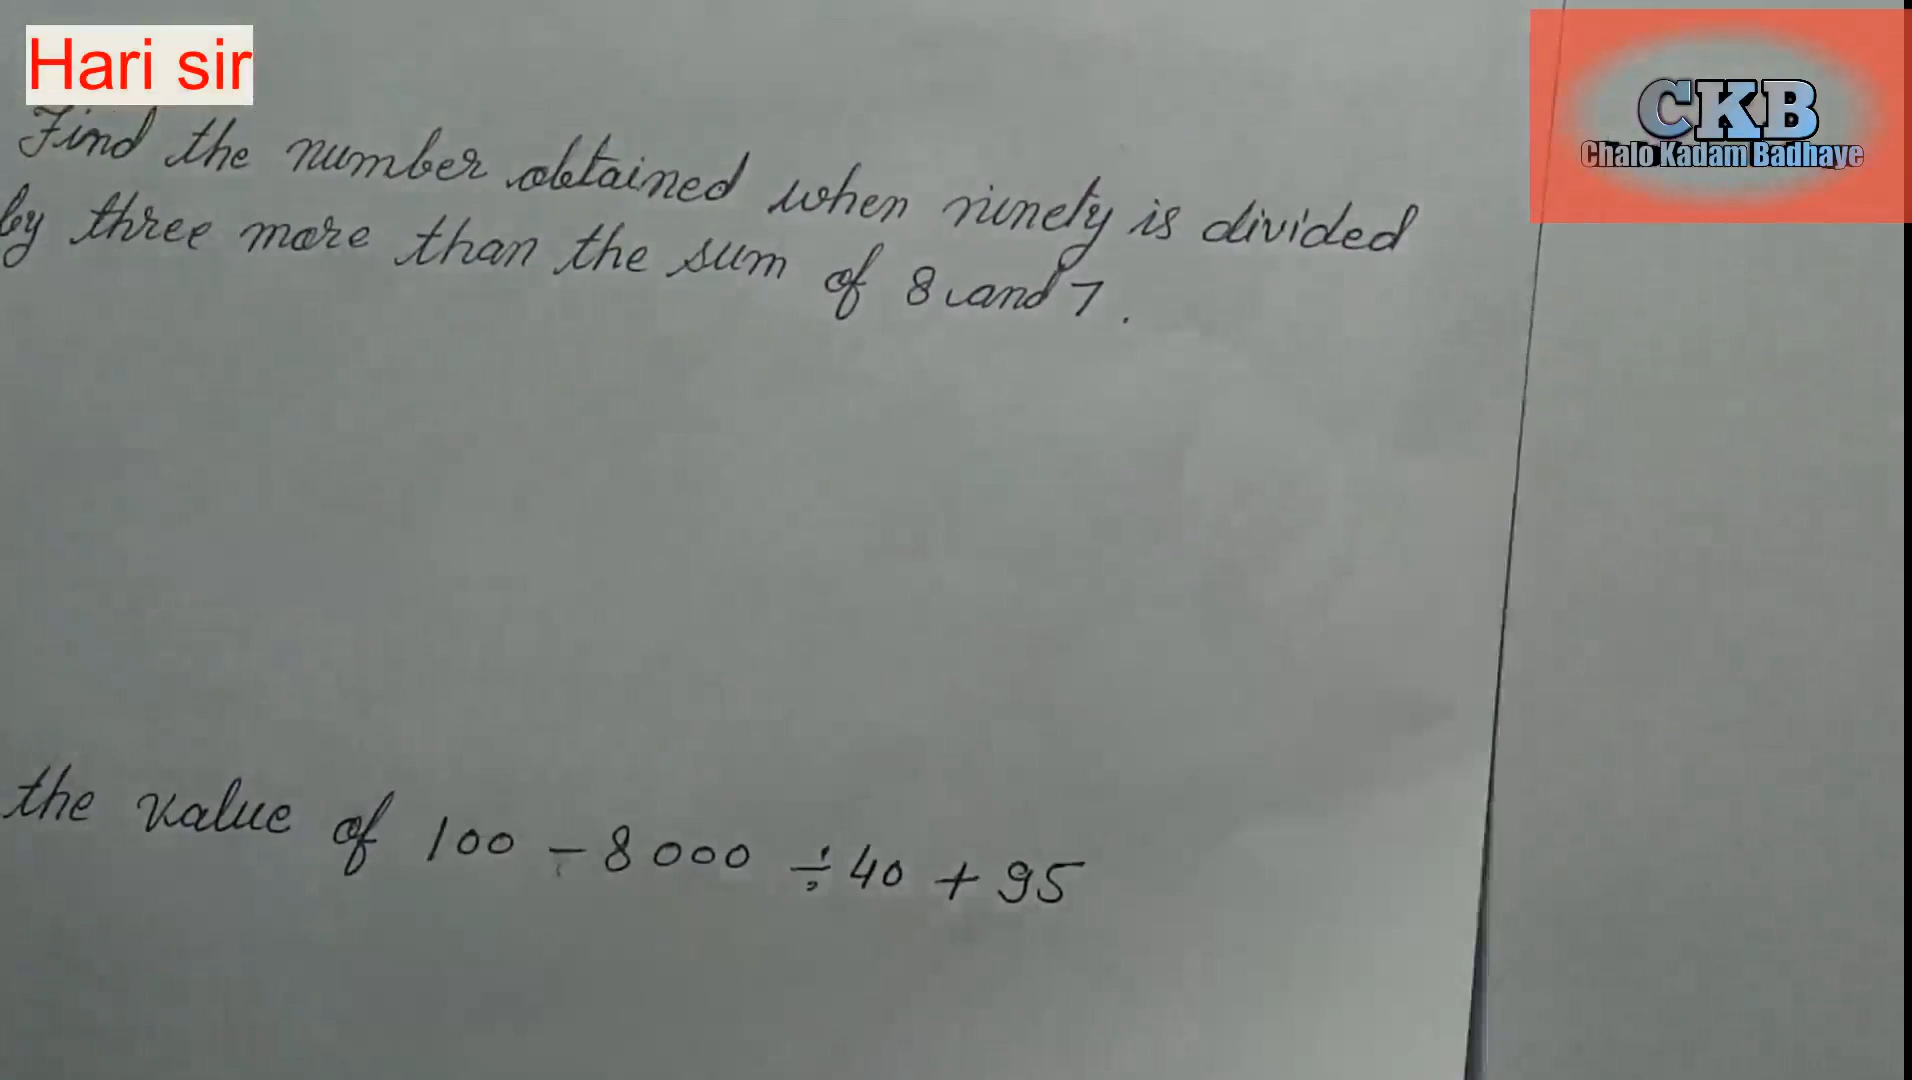 Hari sir
CKB
Chalo Kadam Badhaye
Find the number obtained when ninety is divided
by three more than the sum of 8 and 7.
the value of 100 - 8000 ÷ 40 + 95